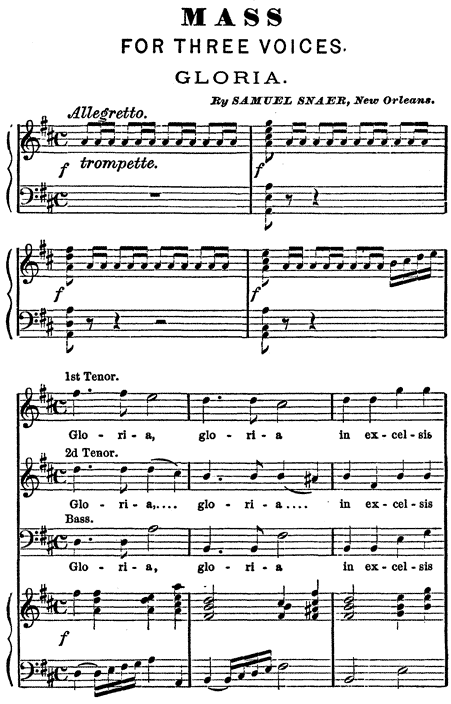 MASS
FOR THREE VOICES.
GLORIA.
By SAMUEL SNAER, New Orleans.
Allegretto.
f trompette. f
f f
1st Tenor.
Glo - ri - a, glo - ri - a in ex - cel - sis
2d Tenor.
Glo - ri - a,.... glo - ri - a.... in ex - cel - sis
Bass.
Glo - ri - a, glo - ri - a in ex - cel - sis
f